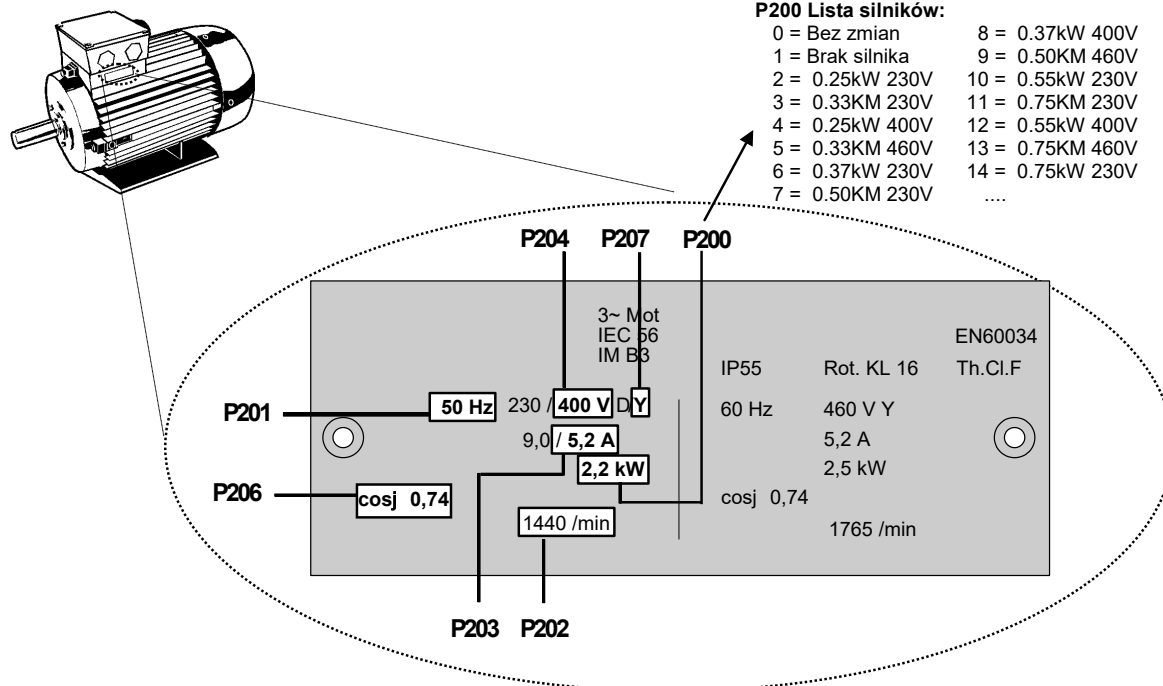 P200 Lista silników:
0 = Bez zmian 8 = 0.37kW 400V
1 = Brak silnika 9 = 0.50KM 460V
2 = 0.25kW 230V 10 = 0.55kW 230V
3 = 0.33KM 230V 11 = 0.75KM 230V
4 = 0.25kW 400V 12 = 0.55kW 400V
5 = 0.33KM 460V 13 = 0.75KM 460V
6 = 0.37kW 230V 14 = 0.75kW 230V
7 = 0.50KM 230V ....
P204 P207 P200
3~ Mot
IEC 56
IM B3
EN60034
IP55 Rot. KL 16 Th.Cl.F
P201 50 Hz 230 / 400 V D Y 60 Hz 460 V Y
9,0 / 5,2 A 5,2 A
2,2 kW 2,5 kW
P206 cosj 0,74 cosj 0,74
1440 /min 1765 /min
P203 P202